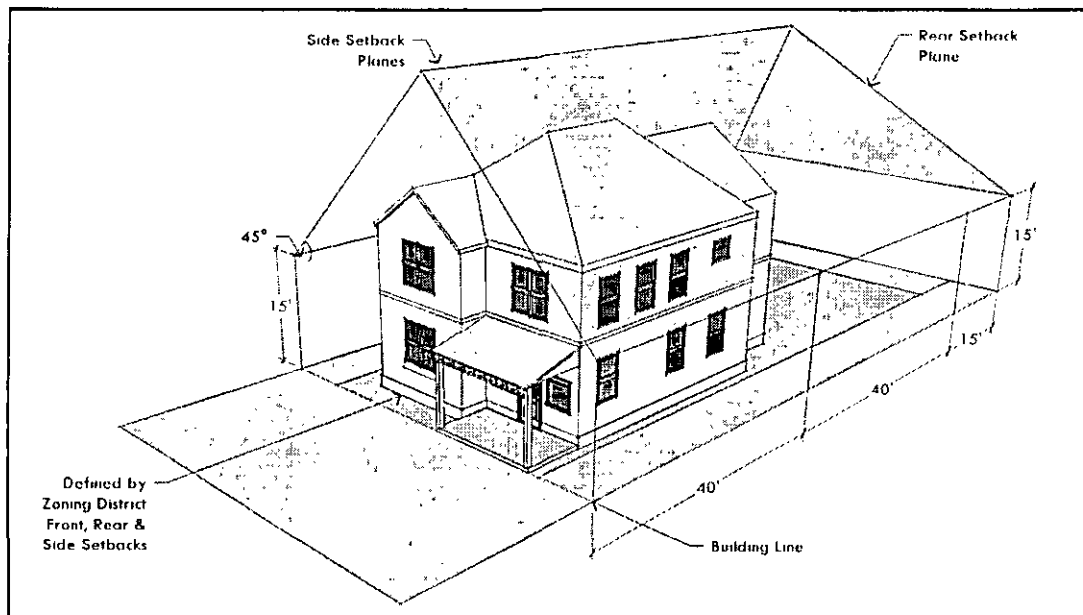 Side Setback
Planes
Rear Setback
Plane
45°
15'
15'
15'
40'
40'
Defined by
Zoning District
Front, Rear &
Side Setbacks
Building Line